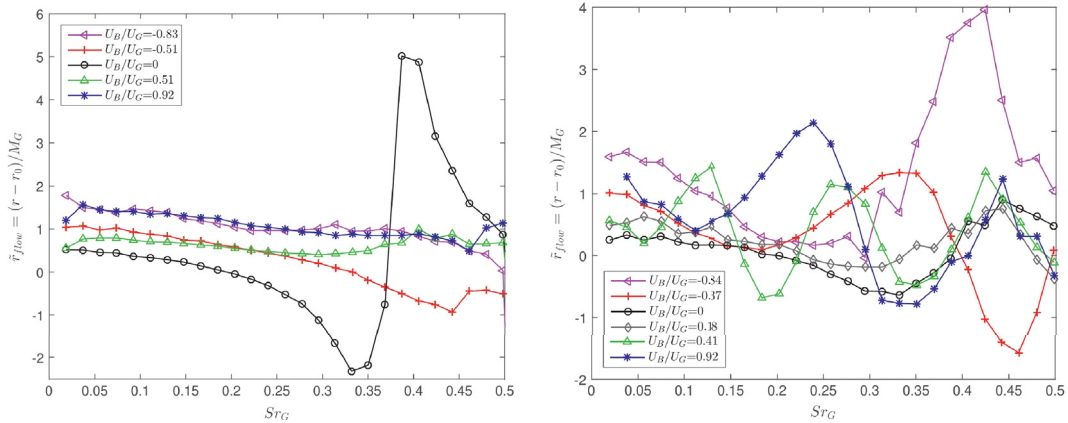 6
5
4
3
2
1
0
-1
-2
0
0.05
0.1
0.15
0.2
0.25
0.3
0.35
0.4
0.45
0.5
Sr_G
r̃_flow = (r − r_0)/M_G
U_B/U_G=-0.83
U_B/U_G=-0.51
U_B/U_G=0
U_B/U_G=0.51
U_B/U_G=0.92
4
3
2
1
0
-1
-2
0
0.05
0.1
0.15
0.2
0.25
0.3
0.35
0.4
0.45
0.5
Sr_G
r̃_flow = (r − r_0)/M_G
U_B/U_G=-0.84
U_B/U_G=-0.37
U_B/U_G=0
U_B/U_G=0.18
U_B/U_G=0.41
U_B/U_G=0.92